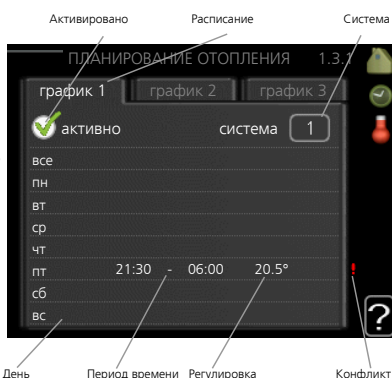 Активировано Расписание Система
ПЛАНИРОВАНИЕ ОТОПЛЕНИЯ 1.3.1
график 1 график 2 график 3
активно система 1
все
пн
вт
ср
чт
пт 21:30 - 06:00 20.5° !
сб
вс
?
День Период времени Регулировка Конфликт